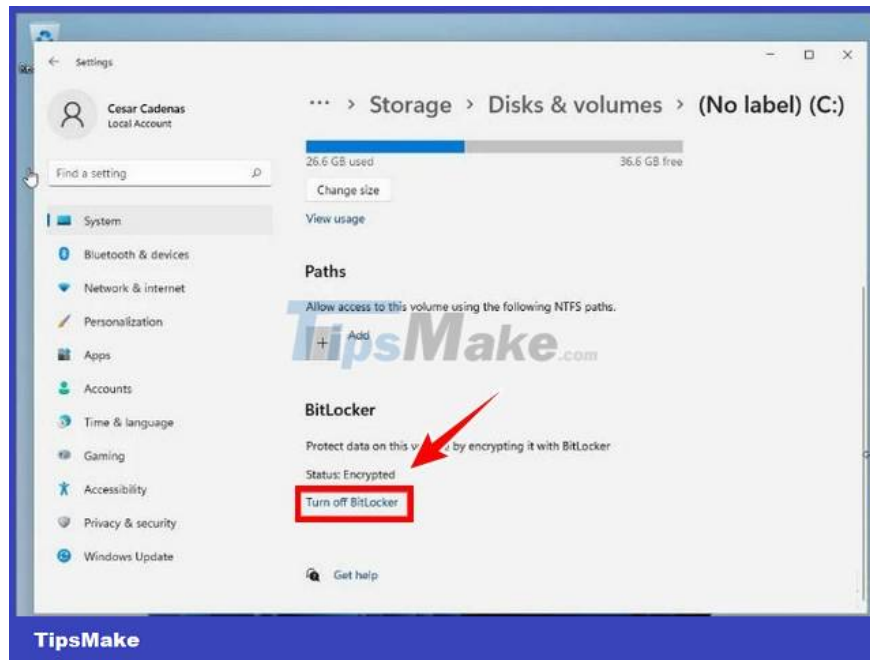 Settings
Cesar Cadenas
Local Account
Find a setting
System
Bluetooth & devices
Network & internet
Personalization
Apps
Accounts
Time & language
Gaming
Accessibility
Privacy & security
Windows Update
··· > Storage > Disks & volumes > (No label) (C:)
26.6 GB used 36.6 GB free
Change size
View usage
Paths
Allow access to this volume using the following NTFS paths.
Add
TipsMake.com
BitLocker
Protect data on this by encrypting it with BitLocker
Status: Encrypted
Turn off BitLocker
Get help
TipsMake